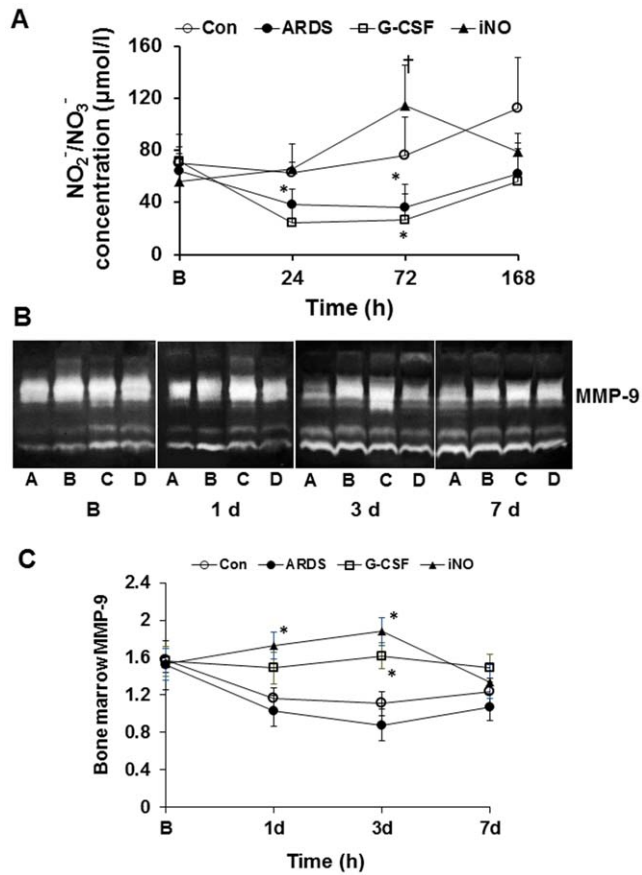 A
Con ARDS G-CSF iNO
NO₂⁻/NO₃⁻
concentration (µmol/l)
160
120
80
40
0
†
*
*
*
B 24 72 168
Time (h)
B
MMP-9
A B C D A B C D A B C D A B C D
B 1 d 3 d 7 d
C
Con ARDS G-CSF iNO
Bone marrow MMP-9
2.4
2
1.6
1.2
0.8
0.4
0
*
*
*
B 1d 3d 7d
Time (h)